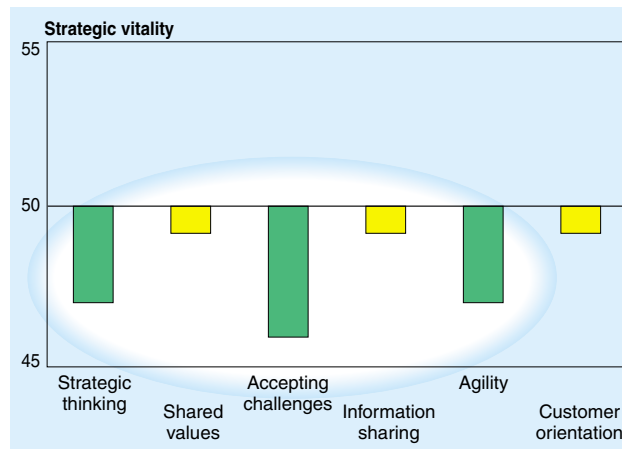 Strategic vitality
55
50
45
Strategic
thinking
Shared
values
Accepting
challenges
Information
sharing
Agility
Customer
orientation